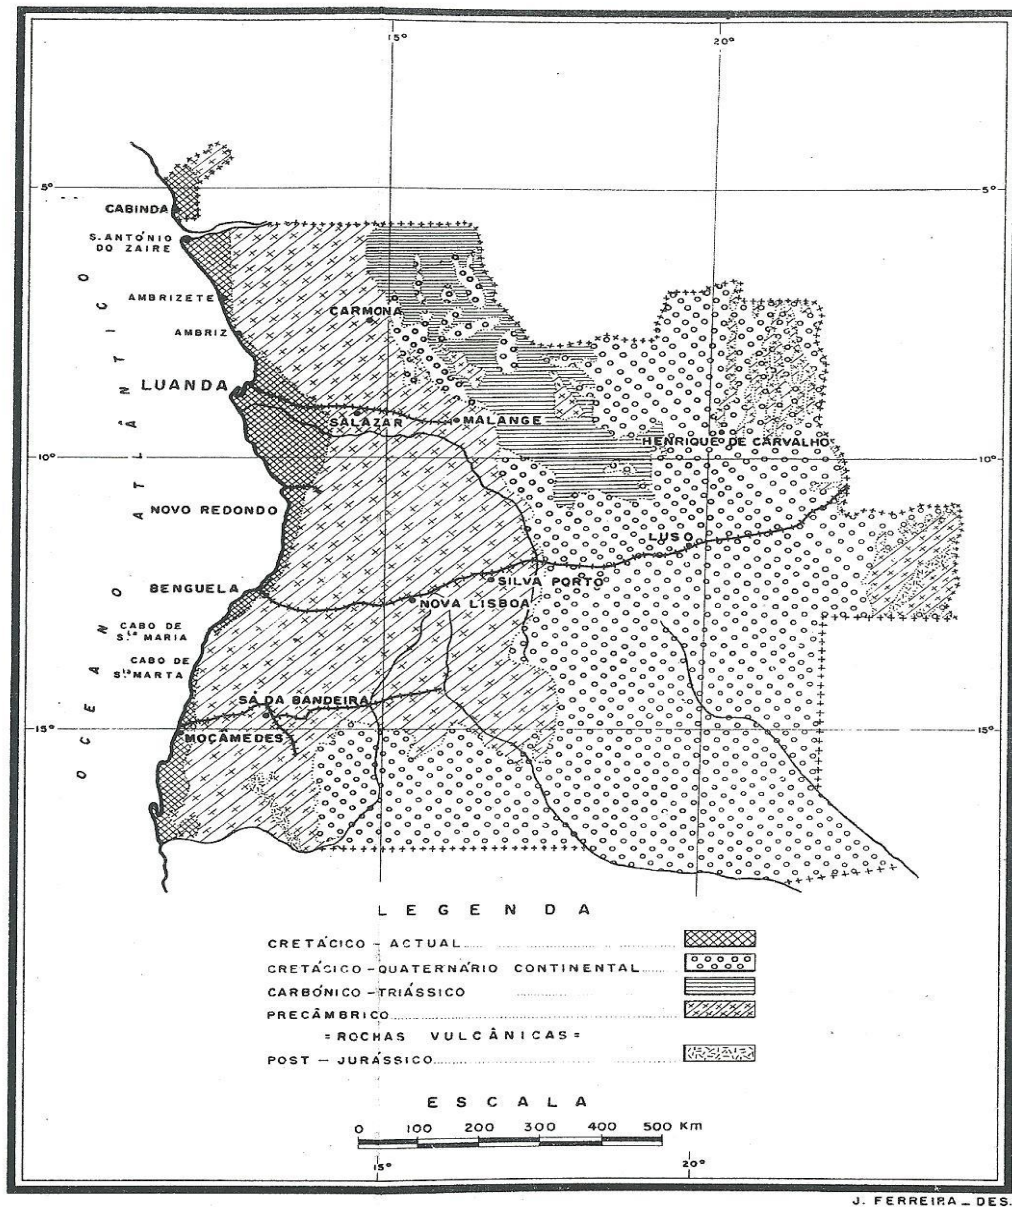 15° 20°
5° 5°
CABINDA
S. ANTÓNIO
DO ZAIRE
AMBRIZETE
CARMONA
AMBRIZ
LUANDA
SALAZAR MALANGE
HENRIQUE DE CARVALHO
10° 10°
NOVO REDONDO
LUSO
SILVA PORTO
BENGUELA
NOVA LISBOA
CABO DE
S.ta MARIA
CABO DE
S.ta MARTA
SÁ DA BANDEIRA
15° 15°
MOÇÂMEDES
OCEANO ATLÂNTICO
LEGENDA
CRETÁCICO - ACTUAL
CRETÁCICO - QUATERNÁRIO CONTINENTAL
CARBÓNICO - TRIÁSSICO
PRECÂMBRICO
= ROCHAS VULCÂNICAS =
POST - JURÁSSICO
ESCALA
0 100 200 300 400 500 Km
15° 20°
J. FERREIRA _ DES.